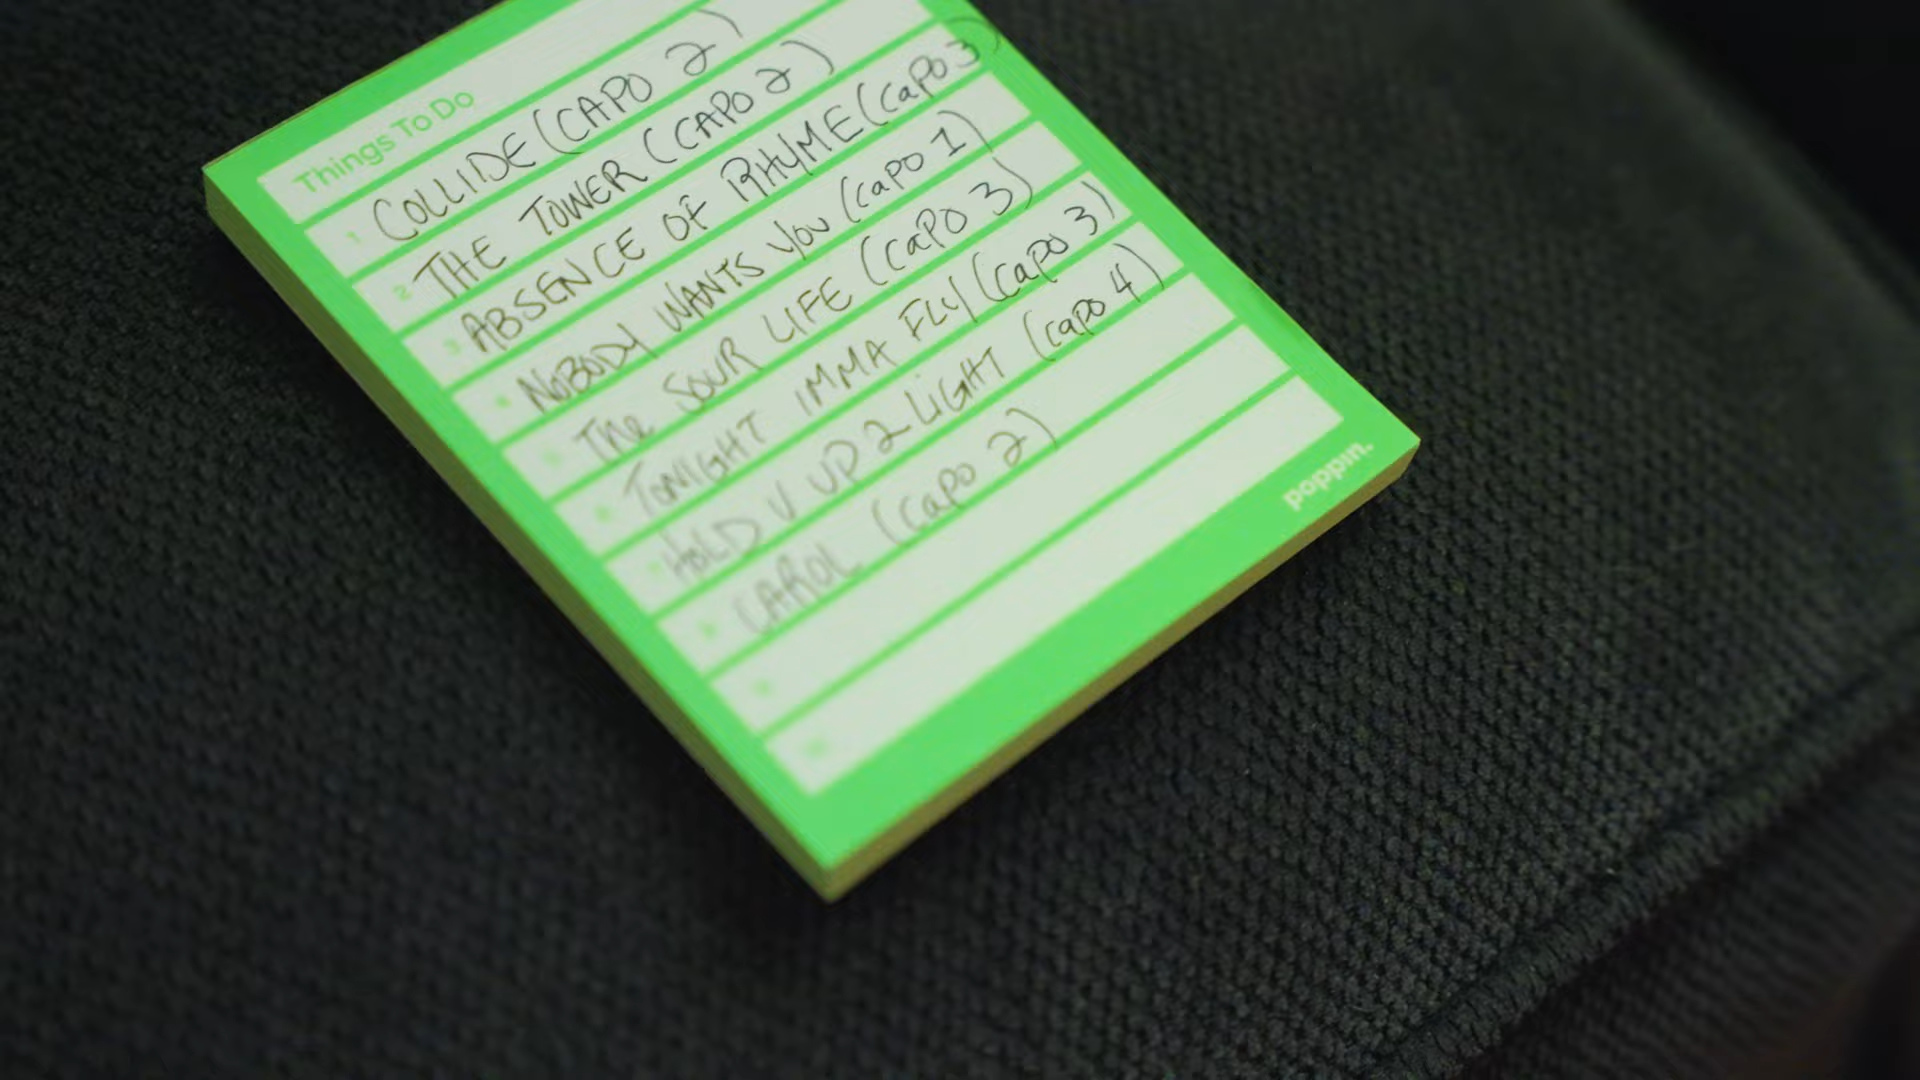 Things To Do
1 COLLIDE (CAPO 2)
2 THE TOWER (CAPO 2)
3 ABSENCE OF RHYME (capo 3)
4 NOBODY WANTS YOU (capo 1)
5 The SOUR LIFE (capo 3)
6 TONIGHT IMMA FLY (capo 3)
7 HOLD U UP 2 LIGHT (capo 4)
8 CAROL (capo 2)
9
10
poppin.